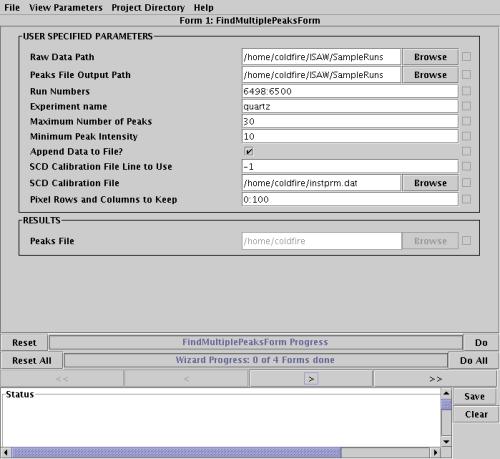 File View Parameters Project Directory Help
Form 1: FindMultiplePeaksForm
USER SPECIFIED PARAMETERS
Raw Data Path /home/coldfire/ISAW/SampleRuns Browse
Peaks File Output Path /home/coldfire/ISAW/SampleRuns Browse
Run Numbers 6498:6500
Experiment name quartz
Maximum Number of Peaks 30
Minimum Peak Intensity 10
Append Data to File?
SCD Calibration File Line to Use -1
SCD Calibration File /home/coldfire/instprm.dat Browse
Pixel Rows and Columns to Keep 0:100
RESULTS
Peaks File /home/coldfire Browse
Reset FindMultiplePeaksForm Progress Do
Reset All Wizard Progress: 0 of 4 Forms done Do All
<< < > >>
Status Save
Clear